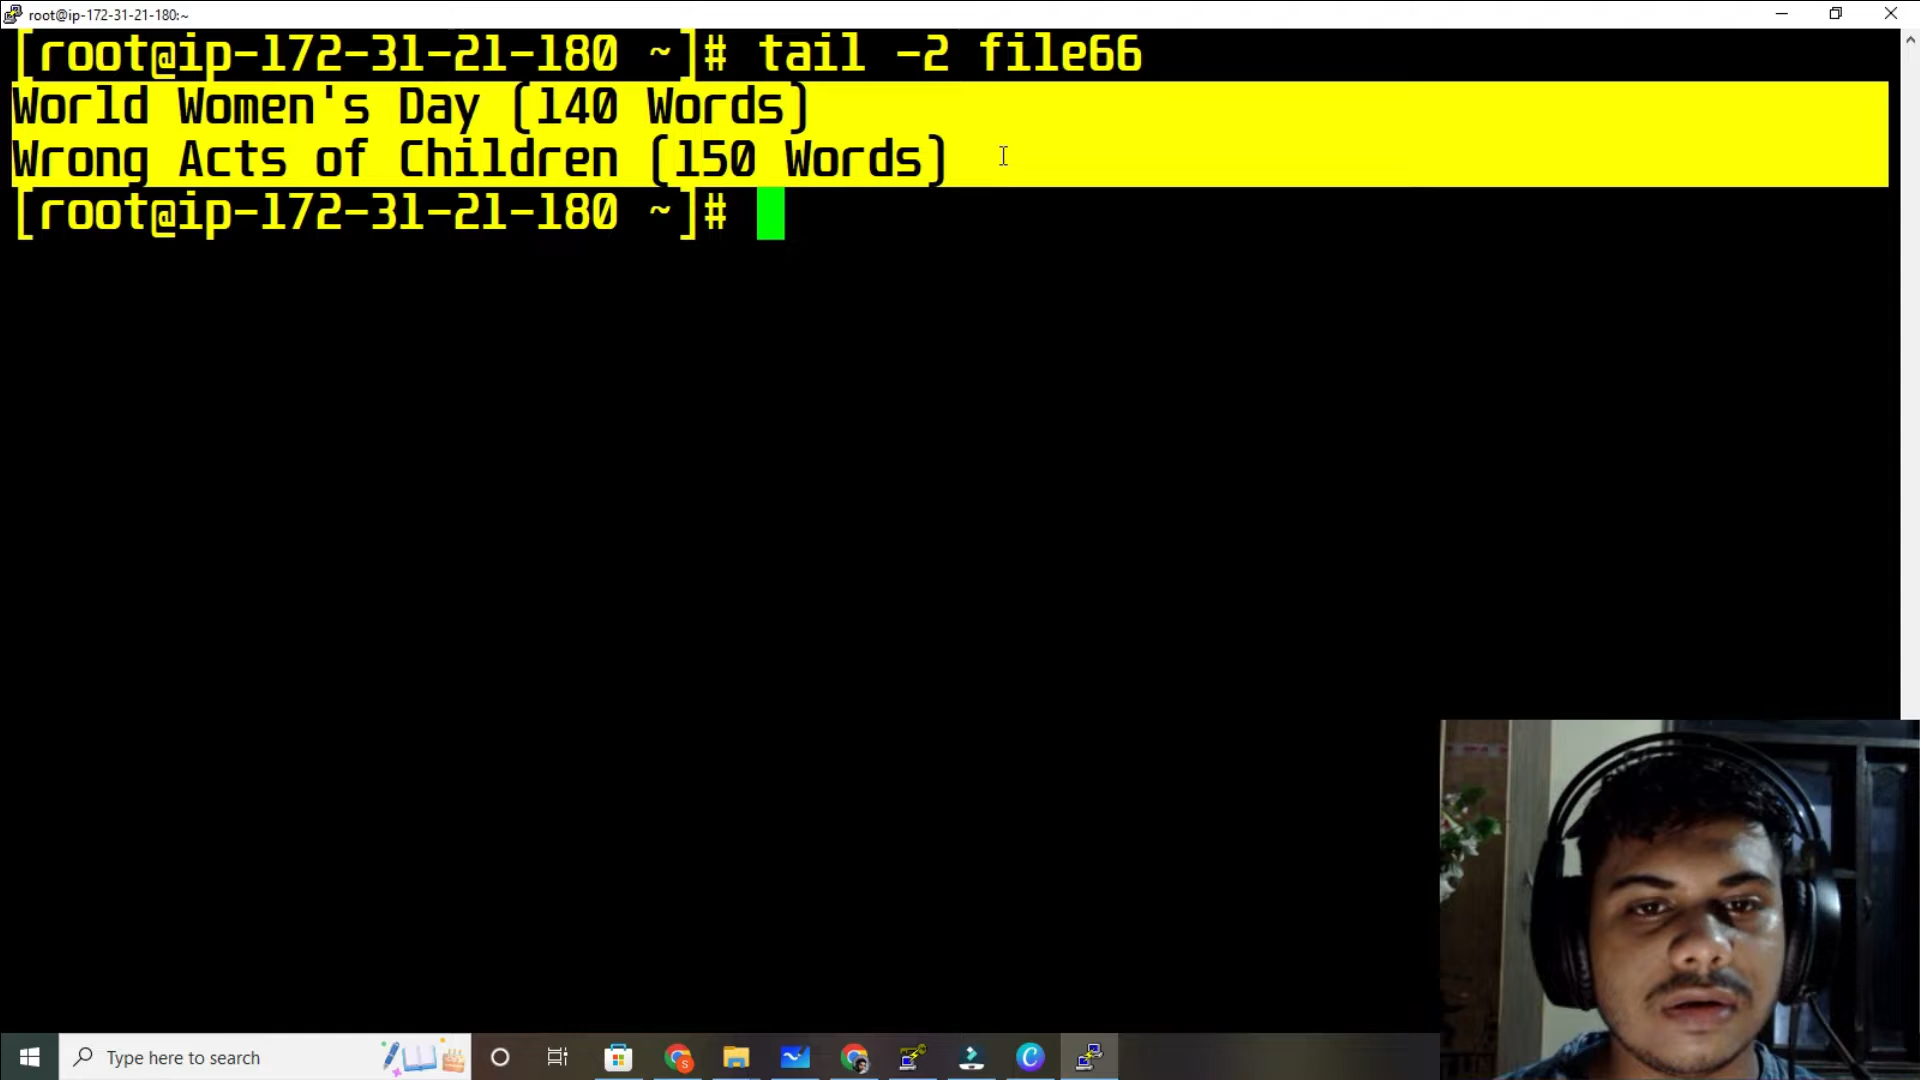 root@ip-172-31-21-180:~
[root@ip-172-31-21-180 ~]# tail -2 file66
World Women's Day (140 Words)
Wrong Acts of Children (150 Words)
[root@ip-172-31-21-180 ~]#
Type here to search